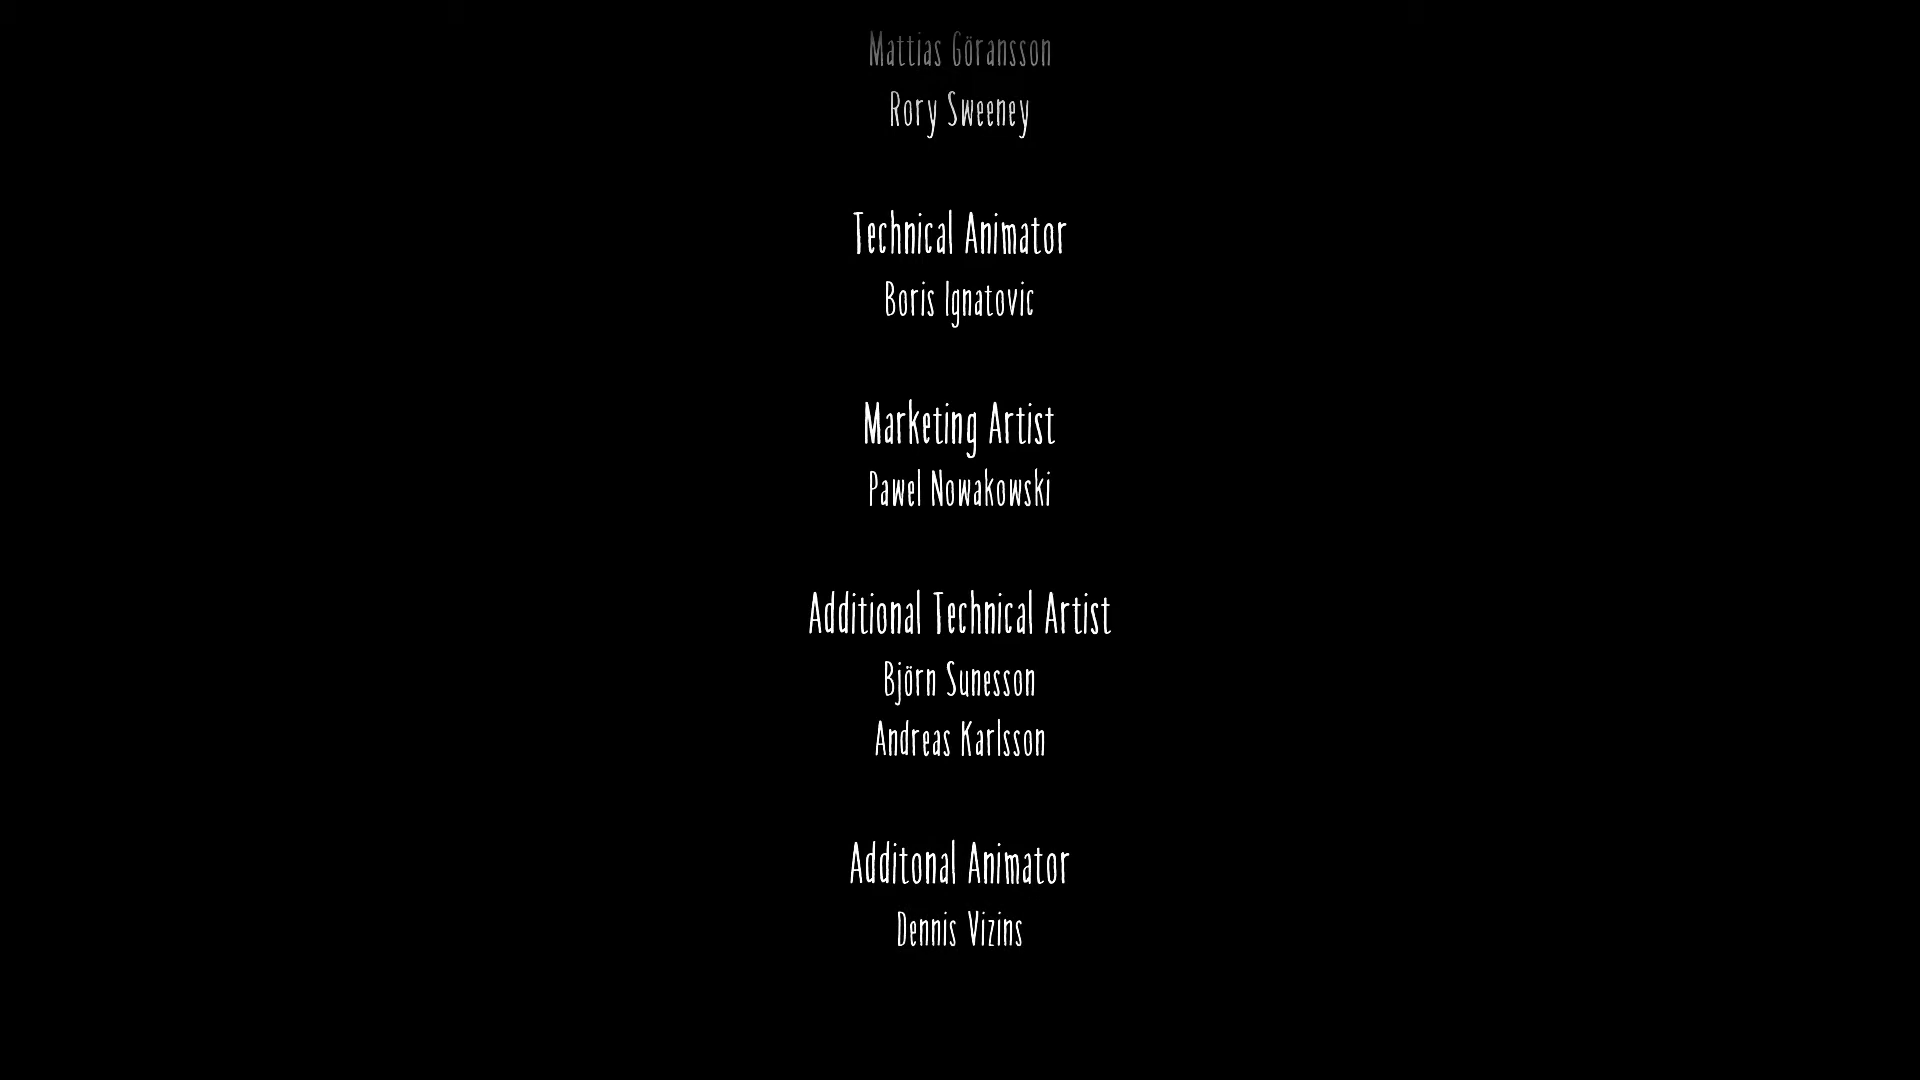 Mattias Göransson
Rory Sweeney
Technical Animator
Boris Ignatovic
Marketing Artist
Pawel Nowakowski
Additional Technical Artist
Björn Sunesson
Andreas Karlsson
Additonal Animator
Dennis Vizins